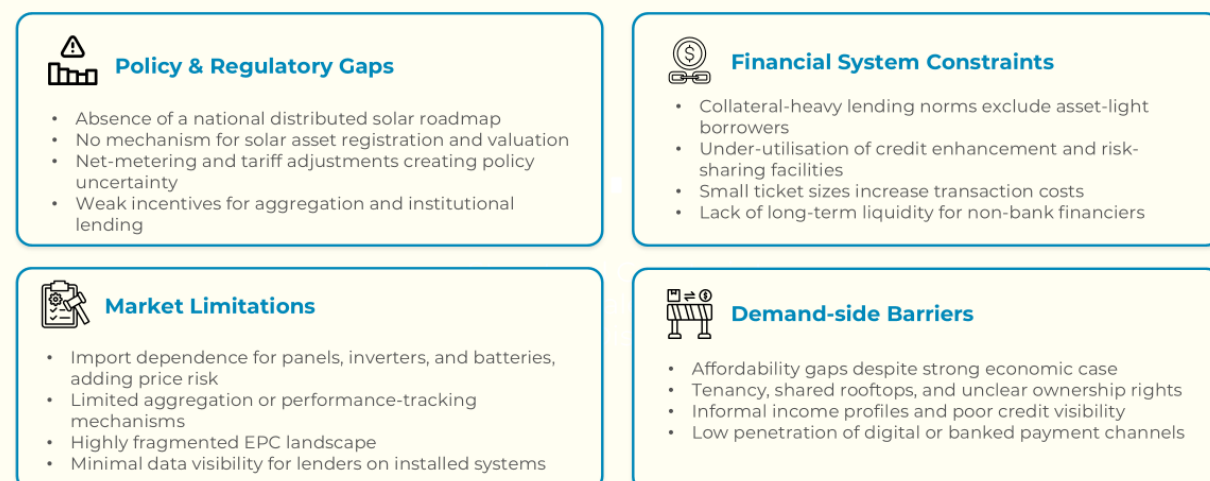 Policy & Regulatory Gaps
• Absence of a national distributed solar roadmap
• No mechanism for solar asset registration and valuation
• Net-metering and tariff adjustments creating policy
uncertainty
• Weak incentives for aggregation and institutional
lending
Financial System Constraints
• Collateral-heavy lending norms exclude asset-light
borrowers
• Under-utilisation of credit enhancement and risk-
sharing facilities
• Small ticket sizes increase transaction costs
• Lack of long-term liquidity for non-bank financiers
Market Limitations
• Import dependence for panels, inverters, and batteries,
adding price risk
• Limited aggregation or performance-tracking
mechanisms
• Highly fragmented EPC landscape
• Minimal data visibility for lenders on installed systems
Demand-side Barriers
• Affordability gaps despite strong economic case
• Tenancy, shared rooftops, and unclear ownership rights
• Informal income profiles and poor credit visibility
• Low penetration of digital or banked payment channels